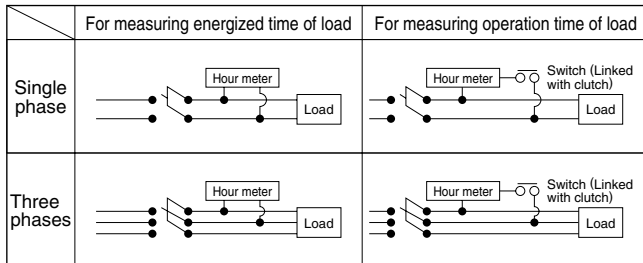 For measuring energized time of load
For measuring operation time of load
Single
phase
Hour meter
Load
Hour meter
Switch (Linked
with clutch)
Load
Three
phases
Hour meter
Load
Hour meter
Switch (Linked
with clutch)
Load